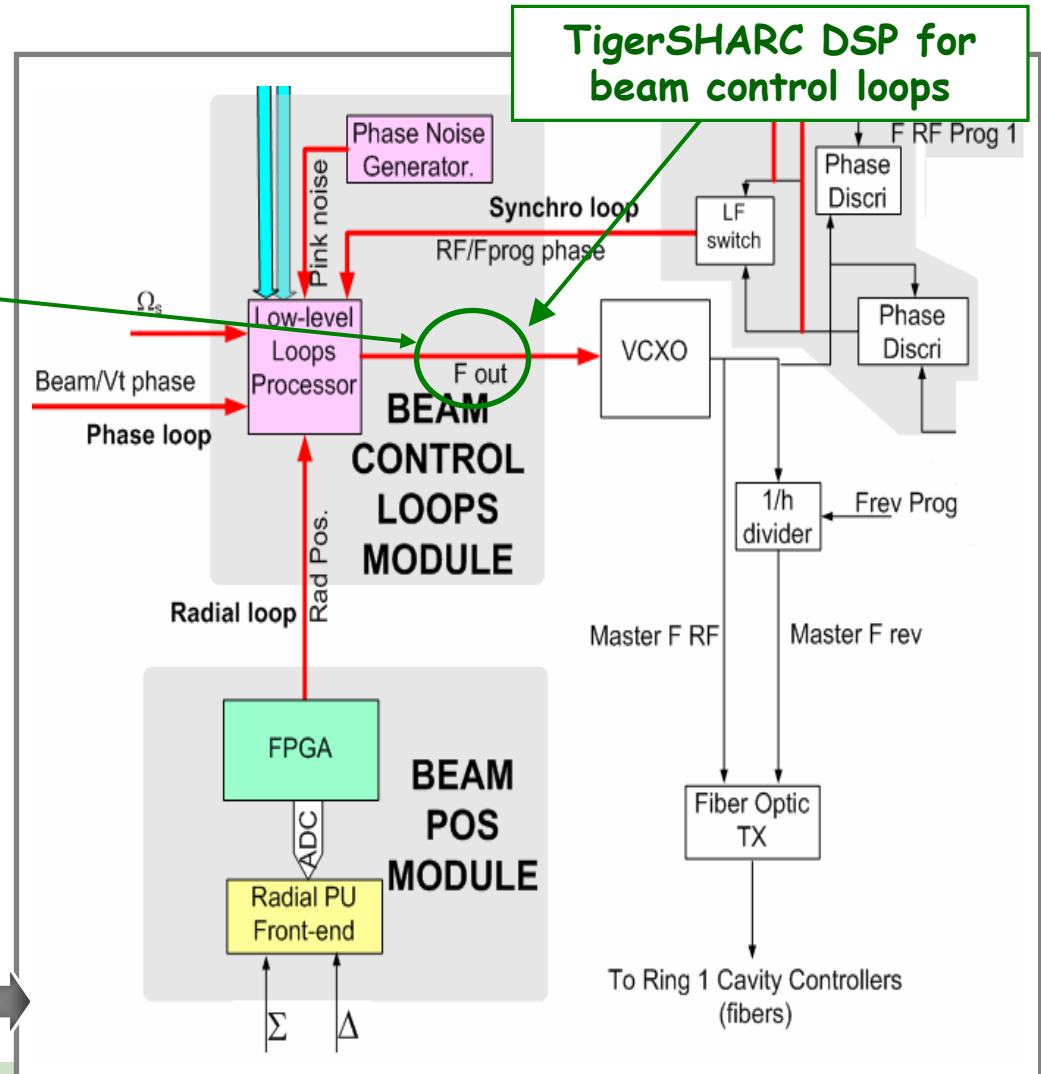 TigerSHARC DSP for
beam control loops
Phase Noise
Generator.
Pink noise
Synchro loop
RF/Fprog phase
LF
switch
F RF Prog 1
Phase
Discri
Phase
Discri
Ωs
Low-level
Loops
Processor
Beam/Vt phase
Phase loop
F out
VCXO
BEAM
CONTROL
LOOPS
MODULE
1/h
divider
Frev Prog
Radial loop
Rad Pos.
Master F RF
Master F rev
FPGA
ADC
BEAM
POS
MODULE
Radial PU
Front-end
Fiber Optic
TX
Σ
Δ
To Ring 1 Cavity Controllers
(fibers)